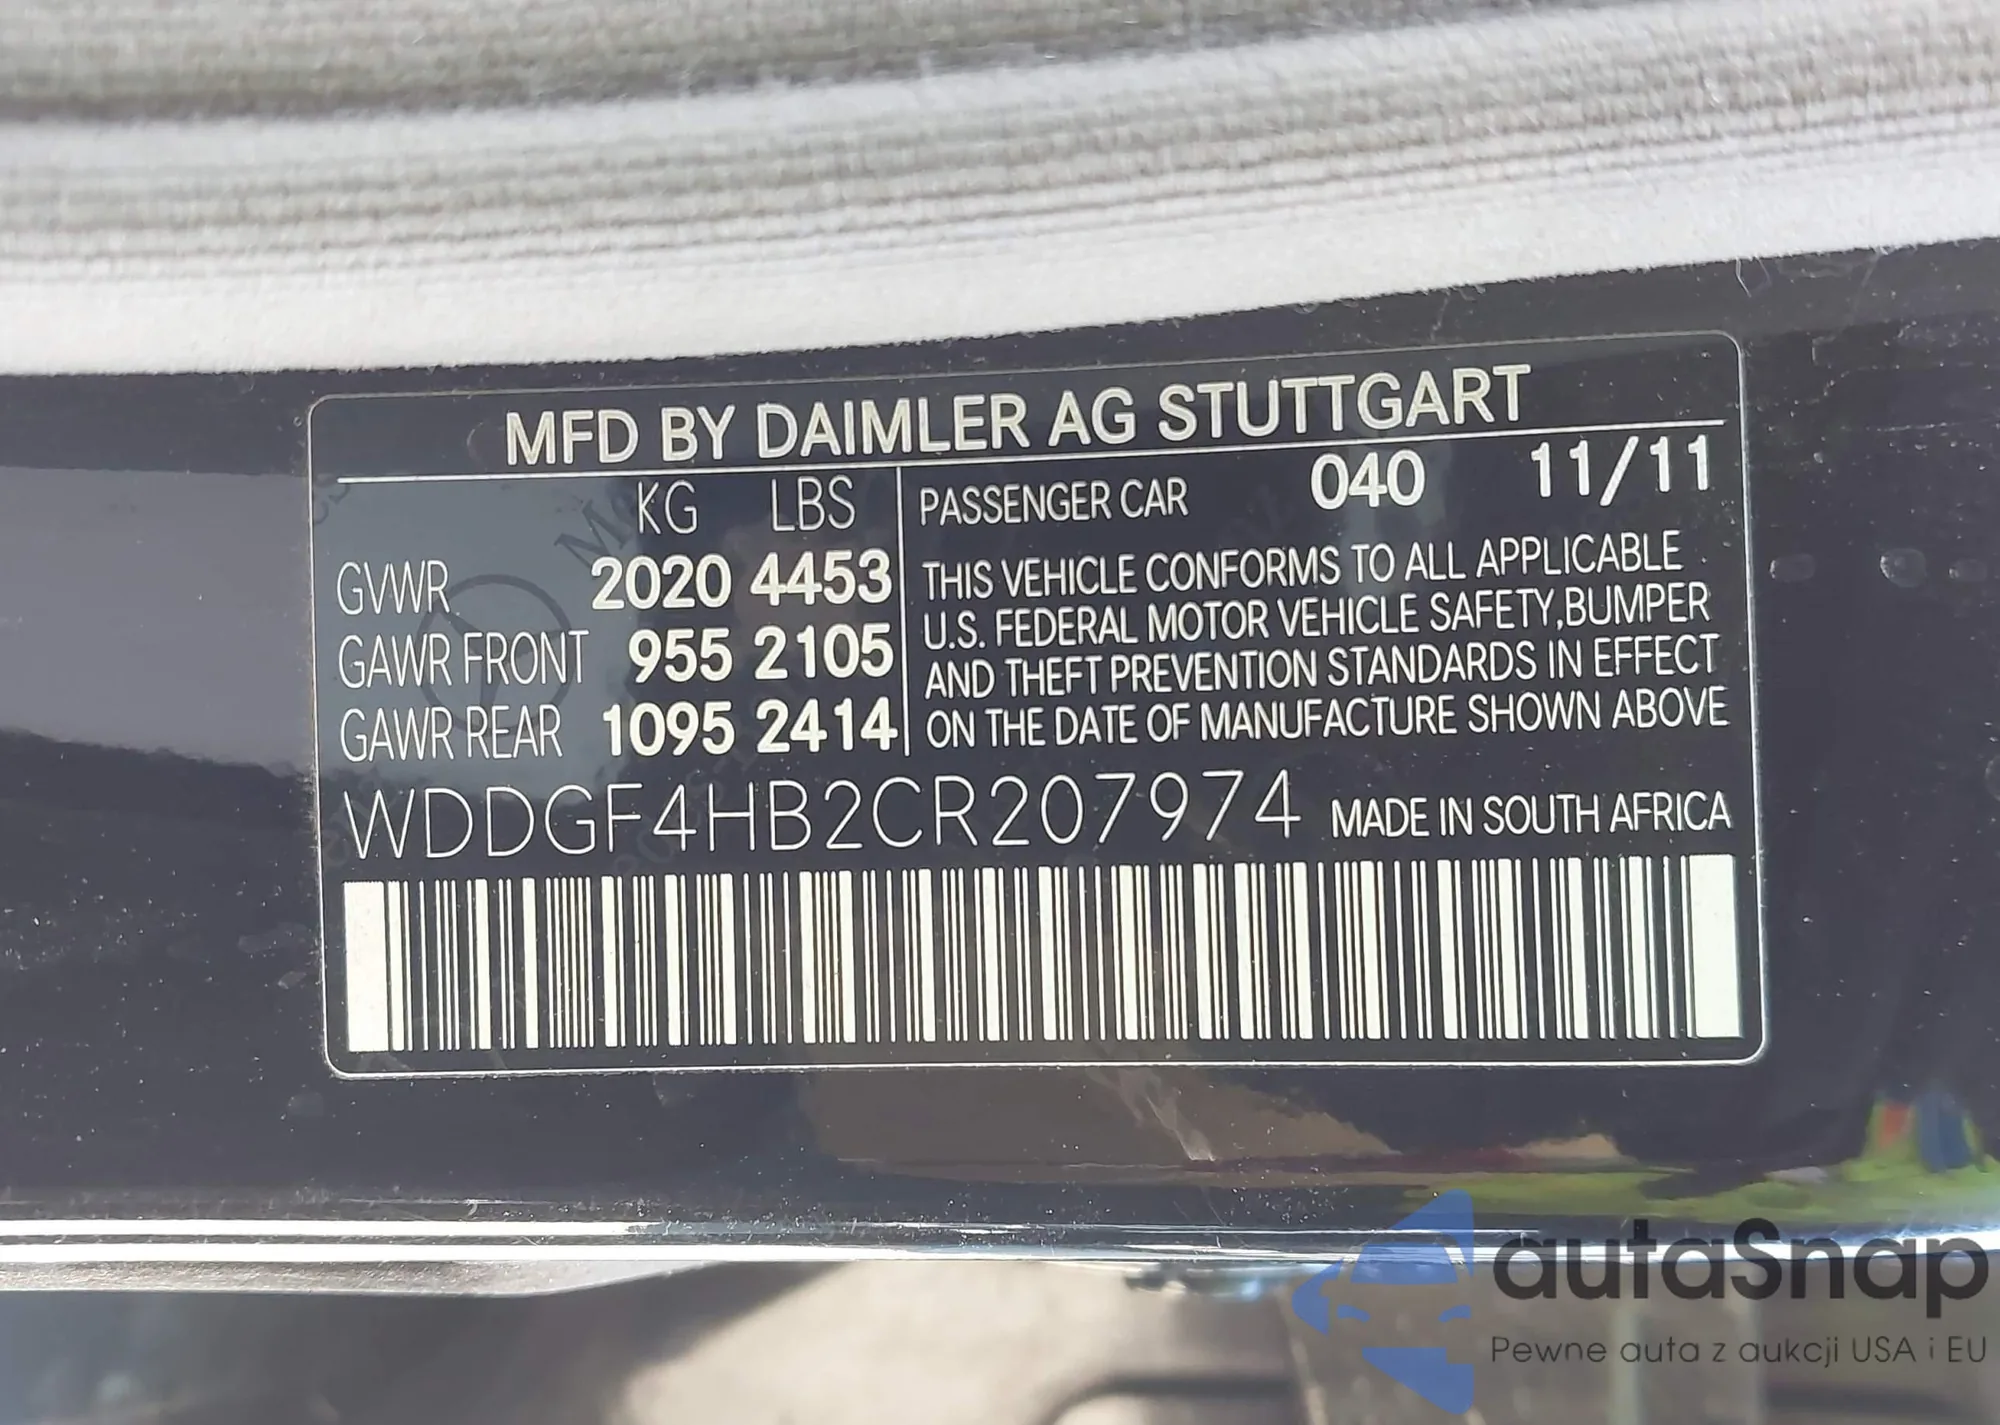 MFD BY DAIMLER AG STUTTGART
KG LBS
GVWR 2020 4453
GAWR FRONT 955 2105
GAWR REAR 1095 2414
PASSENGER CAR 040 11/11
THIS VEHICLE CONFORMS TO ALL APPLICABLE
U.S. FEDERAL MOTOR VEHICLE SAFETY,BUMPER
AND THEFT PREVENTION STANDARDS IN EFFECT
ON THE DATE OF MANUFACTURE SHOWN ABOVE
WDDGF4HB2CR207974 MADE IN SOUTH AFRICA
autaSnap
Pewne auta z aukcji USA i EU